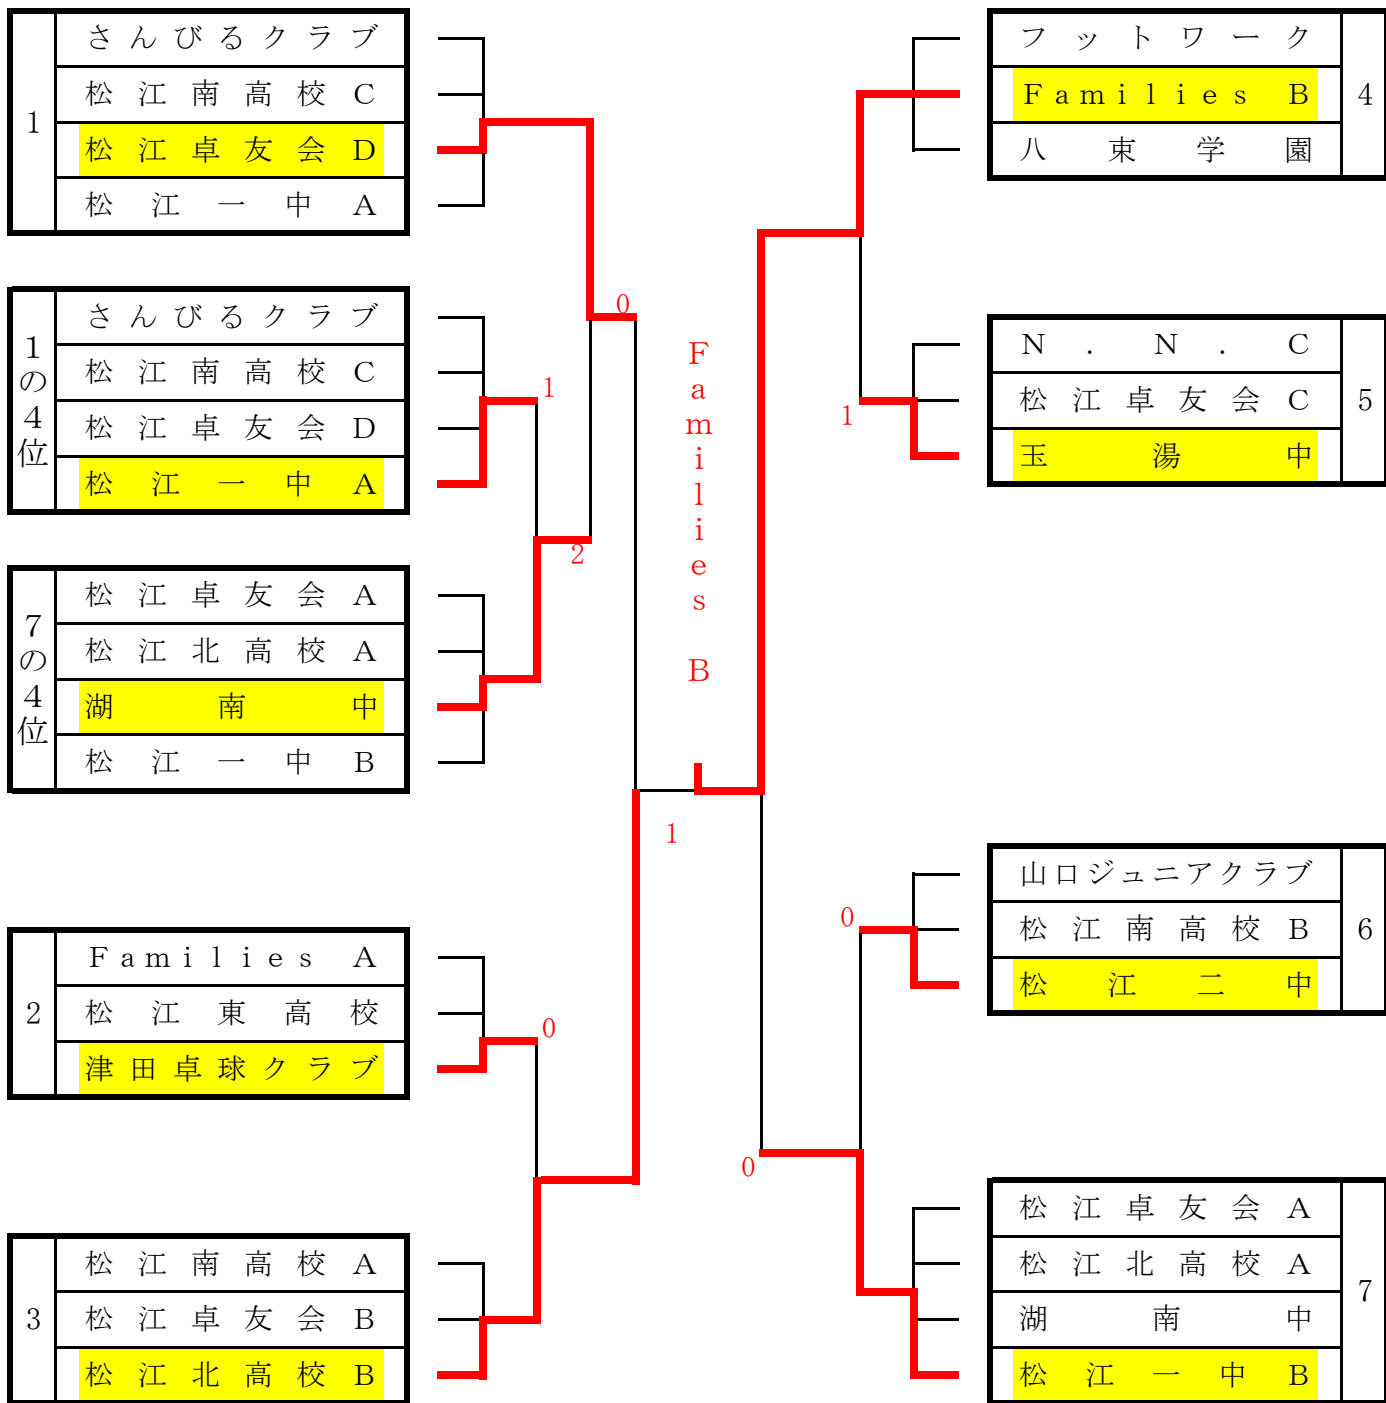 1
さんびるクラブ
松江南高校C
松江卓友会D
松江一中A
1の4位
さんびるクラブ
松江南高校C
松江卓友会D
松江一中A
7の4位
松江卓友会A
松江北高校A
湖南中
松江一中B
2
Families A
松江東高校
津田卓球クラブ
3
松江南高校A
松江卓友会B
松江北高校B
0
1
2
0
1
Families B
1
0
0
フットワーク
Families B
八束学園
4
N.N.C
松江卓友会C
玉湯中
5
山口ジュニアクラブ
松江南高校B
松江二中
6
松江卓友会A
松江北高校A
湖南中
松江一中B
7